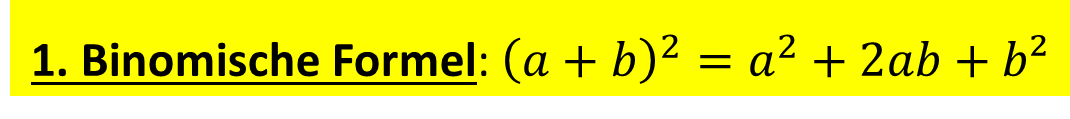 1. Binomische Formel: (a + b)² = a² + 2ab + b²